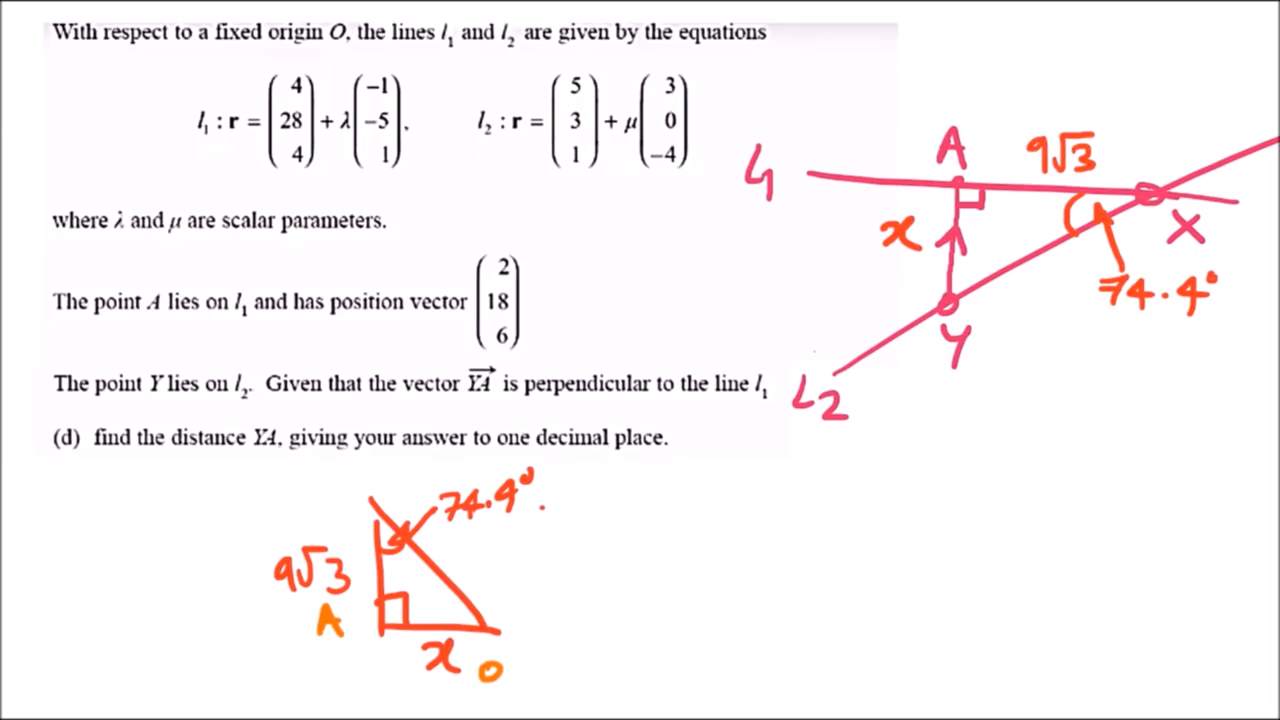 With respect to a fixed origin O, the lines l₁ and l₂ are given by the equations
l₁ : r = ( 4 28 4 ) + λ ( −1 −5 1 ),    l₂ : r = ( 5 3 1 ) + μ ( 3 0 −4 )
where λ and μ are scalar parameters.
The point A lies on l₁ and has position vector ( 2 18 6 )
The point Y lies on l₂. Given that the vector YA⃗ is perpendicular to the line l₁
(d) find the distance YA, giving your answer to one decimal place.
L1
A
9√3
x
X
74.4°
Y
L2
74.4°.
9√3
A
x
O